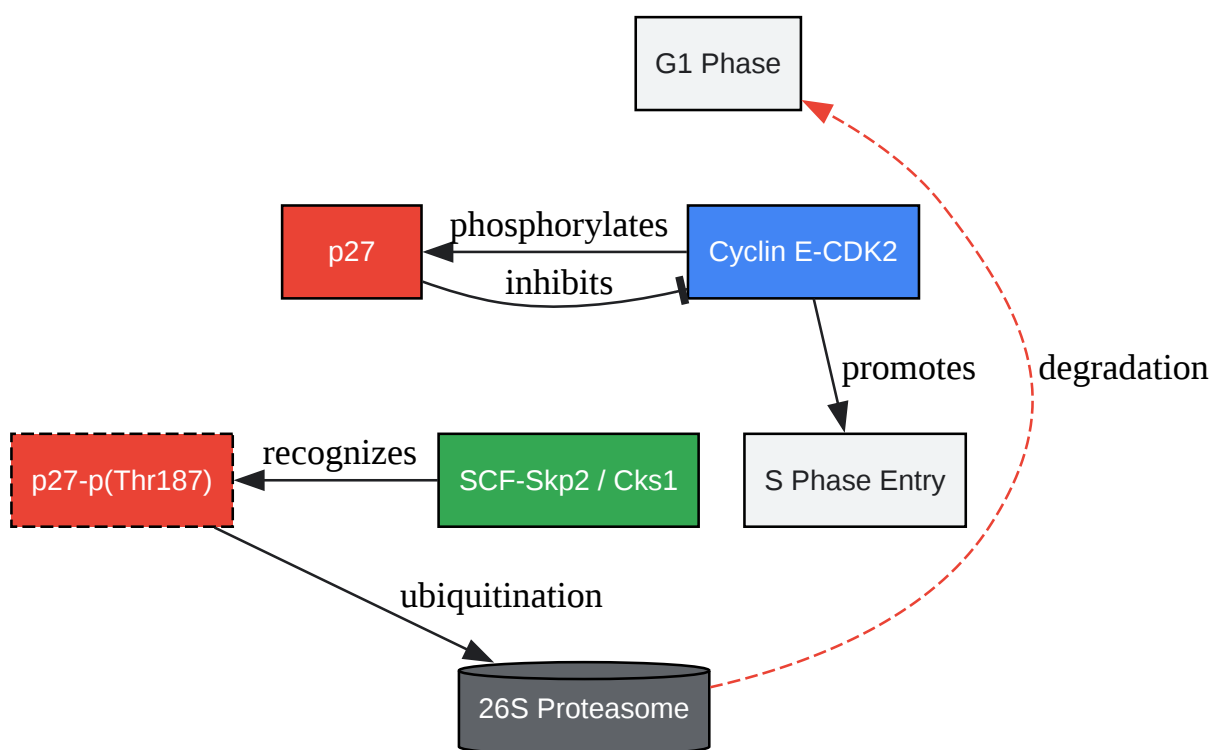 G1 Phase
phosphorylates
p27
Cyclin E-CDK2
inhibits
promotes
degradation
recognizes
p27-p(Thr187)
SCF-Skp2 / Cks1
S Phase Entry
ubiquitination
26S Proteasome